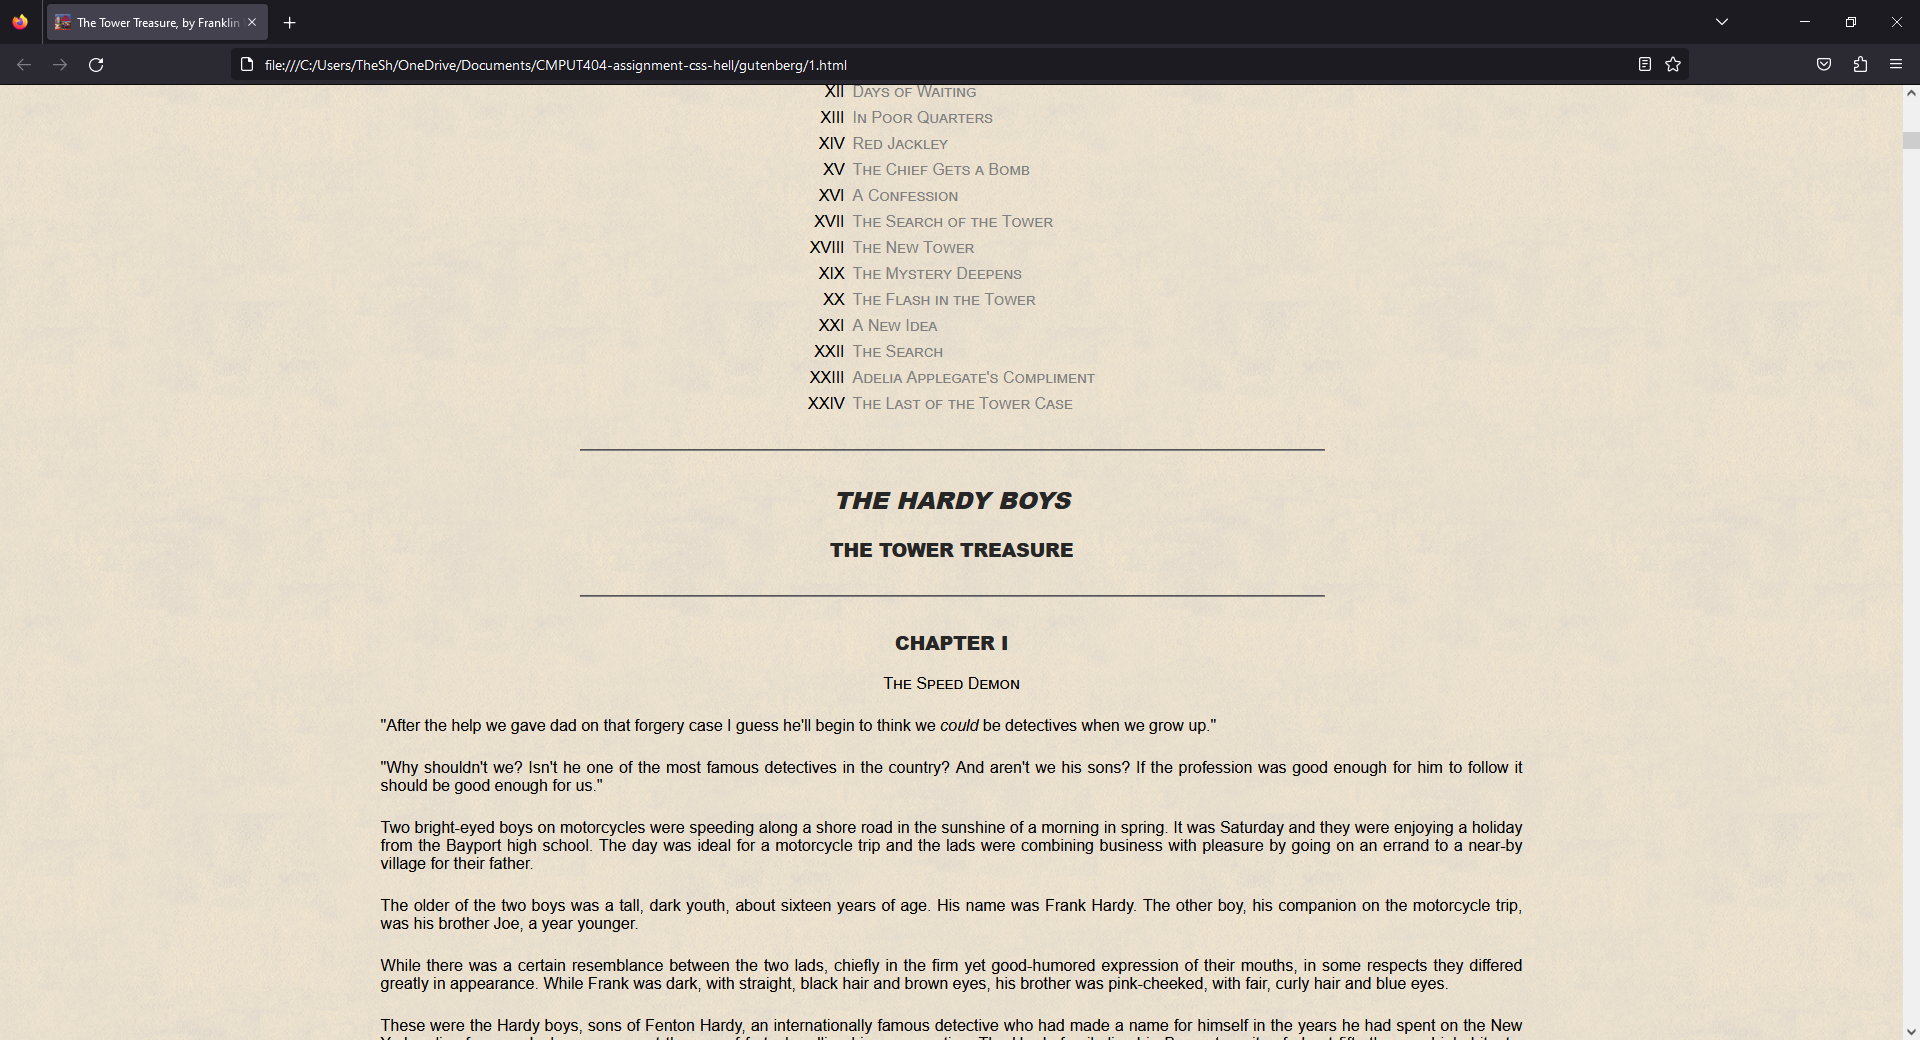 The Tower Treasure, by Franklin
file:///C:/Users/TheSh/OneDrive/Documents/CMPUT404-assignment-css-hell/gutenberg/1.html
XII Days of Waiting
XIII In Poor Quarters
XIV Red Jackley
XV The Chief Gets a Bomb
XVI A Confession
XVII The Search of the Tower
XVIII The New Tower
XIX The Mystery Deepens
XX The Flash in the Tower
XXI A New Idea
XXII The Search
XXIII Adelia Applegate's Compliment
XXIV The Last of the Tower Case
THE HARDY BOYS
THE TOWER TREASURE
CHAPTER I
The Speed Demon
"After the help we gave dad on that forgery case I guess he'll begin to think we could be detectives when we grow up."
"Why shouldn't we? Isn't he one of the most famous detectives in the country? And aren't we his sons? If the profession was good enough for him to follow it
should be good enough for us."
Two bright-eyed boys on motorcycles were speeding along a shore road in the sunshine of a morning in spring. It was Saturday and they were enjoying a holiday
from the Bayport high school. The day was ideal for a motorcycle trip and the lads were combining business with pleasure by going on an errand to a near-by
village for their father.
The older of the two boys was a tall, dark youth, about sixteen years of age. His name was Frank Hardy. The other boy, his companion on the motorcycle trip,
was his brother Joe, a year younger.
While there was a certain resemblance between the two lads, chiefly in the firm yet good-humored expression of their mouths, in some respects they differed
greatly in appearance. While Frank was dark, with straight, black hair and brown eyes, his brother was pink-cheeked, with fair, curly hair and blue eyes.
These were the Hardy boys, sons of Fenton Hardy, an internationally famous detective who had made a name for himself in the years he had spent on the New